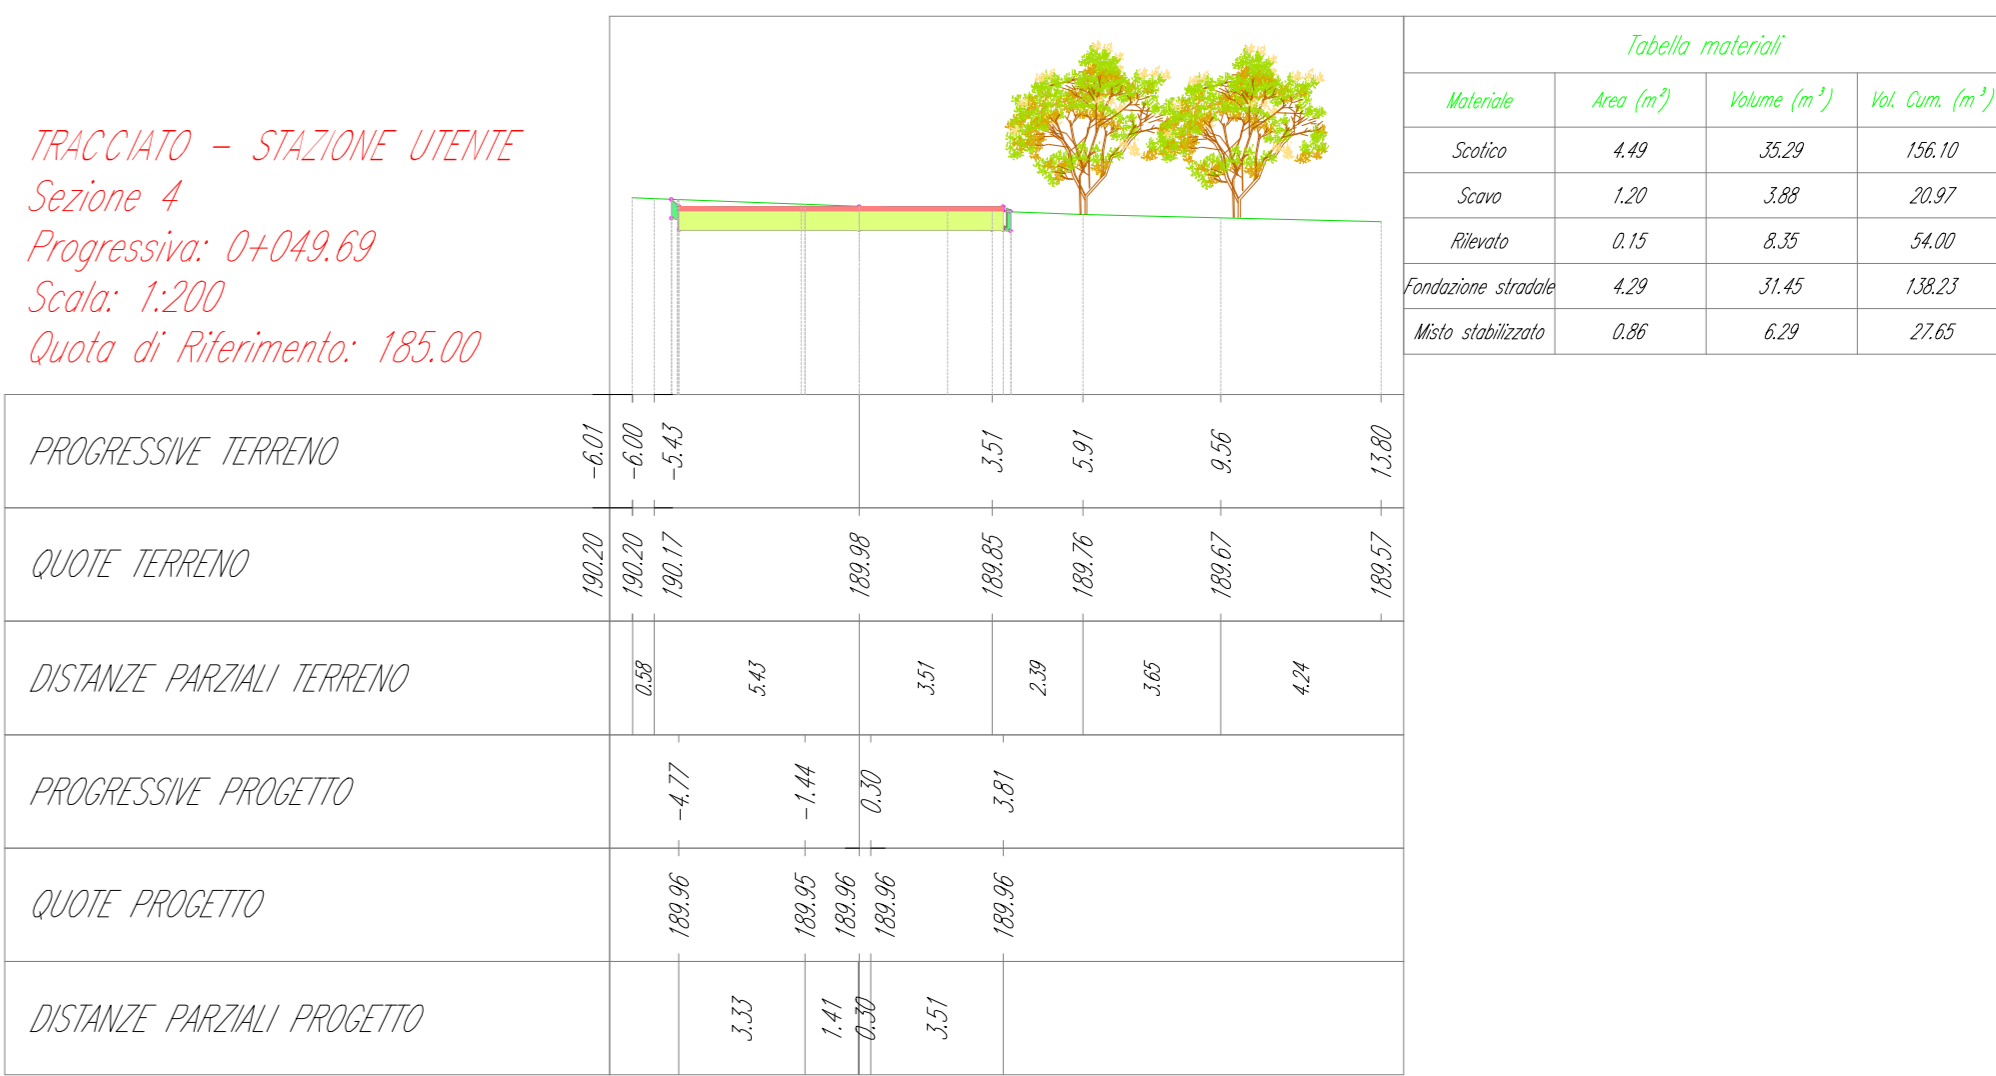 TRACCIATO – STAZIONE UTENTE
Sezione 4
Progressiva: 0+049.69
Scala: 1:200
Quota di Riferimento: 185.00
Tabella materiali
Materiale Area (m²) Volume (m³) Vol. Cum. (m³)
Scotico 4.49 35.29 156.10
Scavo 1.20 3.88 20.97
Rilevato 0.15 8.35 54.00
Fondazione stradale 4.29 31.45 138.23
Misto stabilizzato 0.86 6.29 27.65
PROGRESSIVE TERRENO -6.01 -6.00 -5.43 3.51 5.91 9.56 13.80
QUOTE TERRENO 190.20 190.20 190.17 189.98 189.85 189.76 189.67 189.57
DISTANZE PARZIALI TERRENO 0.58 5.43 3.51 2.39 3.65 4.24
PROGRESSIVE PROGETTO -4.77 -1.44 0.30 3.81
QUOTE PROGETTO 189.96 189.95 189.96 189.96 189.96
DISTANZE PARZIALI PROGETTO 3.33 1.41 0.30 3.51